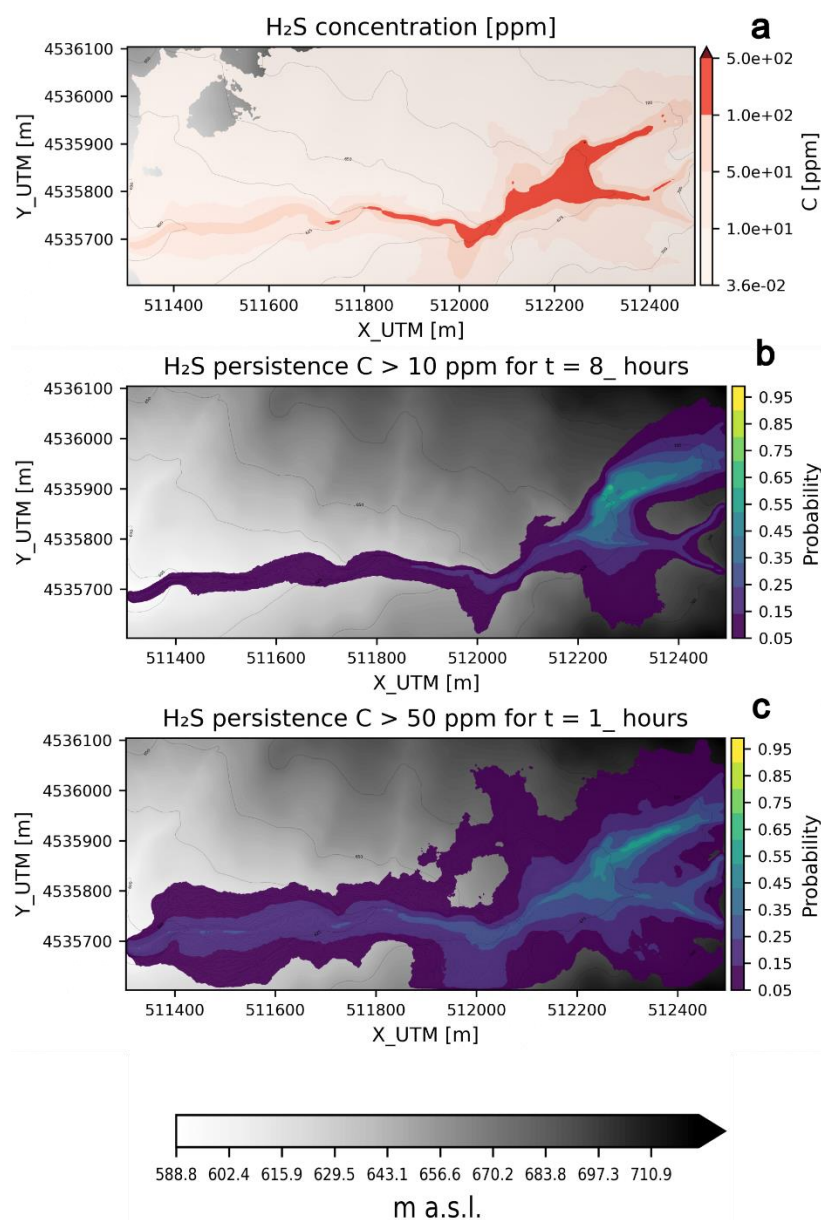 H₂S concentration [ppm]
a
4536100
4536000
4535900
4535800
4535700
Y_UTM [m]
511400 511600 511800 512000 512200 512400
X_UTM [m]
5.0e+02
1.0e+02
5.0e+01
1.0e+01
3.6e-02
C [ppm]
b
H₂S persistence C > 10 ppm for t = 8_ hours
4536100
4536000
4535900
4535800
4535700
Y_UTM [m]
511400 511600 511800 512000 512200 512400
X_UTM [m]
0.95
0.85
0.75
0.65
0.55
0.45
0.35
0.25
0.15
0.05
Probability
c
H₂S persistence C > 50 ppm for t = 1_ hours
4536100
4536000
4535900
4535800
4535700
Y_UTM [m]
511400 511600 511800 512000 512200 512400
X_UTM [m]
0.95
0.85
0.75
0.65
0.55
0.45
0.35
0.25
0.15
0.05
Probability
588.8 602.4 615.9 629.5 643.1 656.6 670.2 683.8 697.3 710.9
m a.s.l.